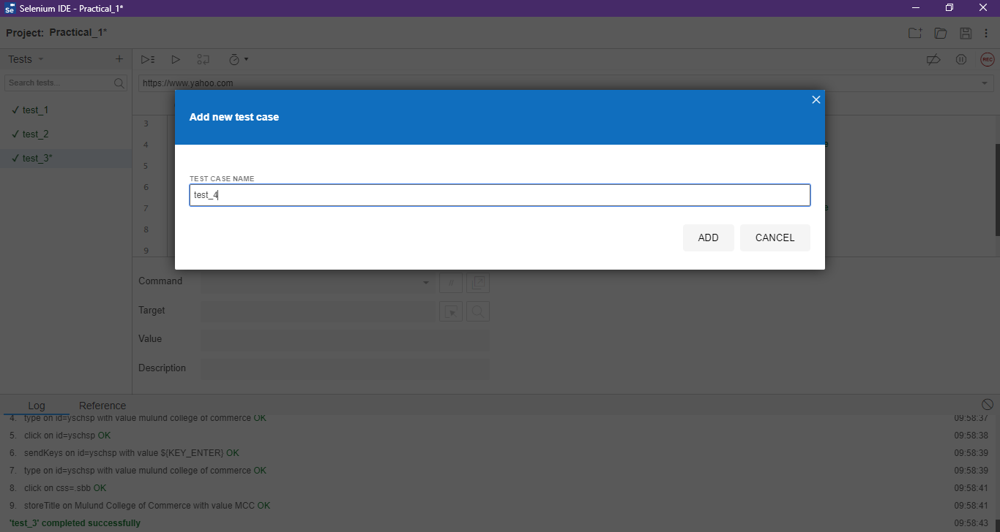 Selenium IDE - Practical_1*
Project: Practical_1*
Tests
REC
Search tests...
https://www.yahoo.com
✓ test_1
✓ test_2
✓ test_3*
3
4
5
6
7
8
9
Add new test case
TEST CASE NAME
test_4
ADD CANCEL
Command //
Target
Value
Description
Log Reference
4. type on id=yschsp with value mulund college of commerce OK 09:58:37
5. click on id=yschsp OK 09:58:38
6. sendKeys on id=yschsp with value ${KEY_ENTER} OK 09:58:39
7. type on id=yschsp with value mulund college of commerce OK 09:58:39
8. click on css=.sbb OK 09:58:41
9. storeTitle on Mulund College of Commerce with value MCC OK 09:58:41
'test_3' completed successfully 09:58:43